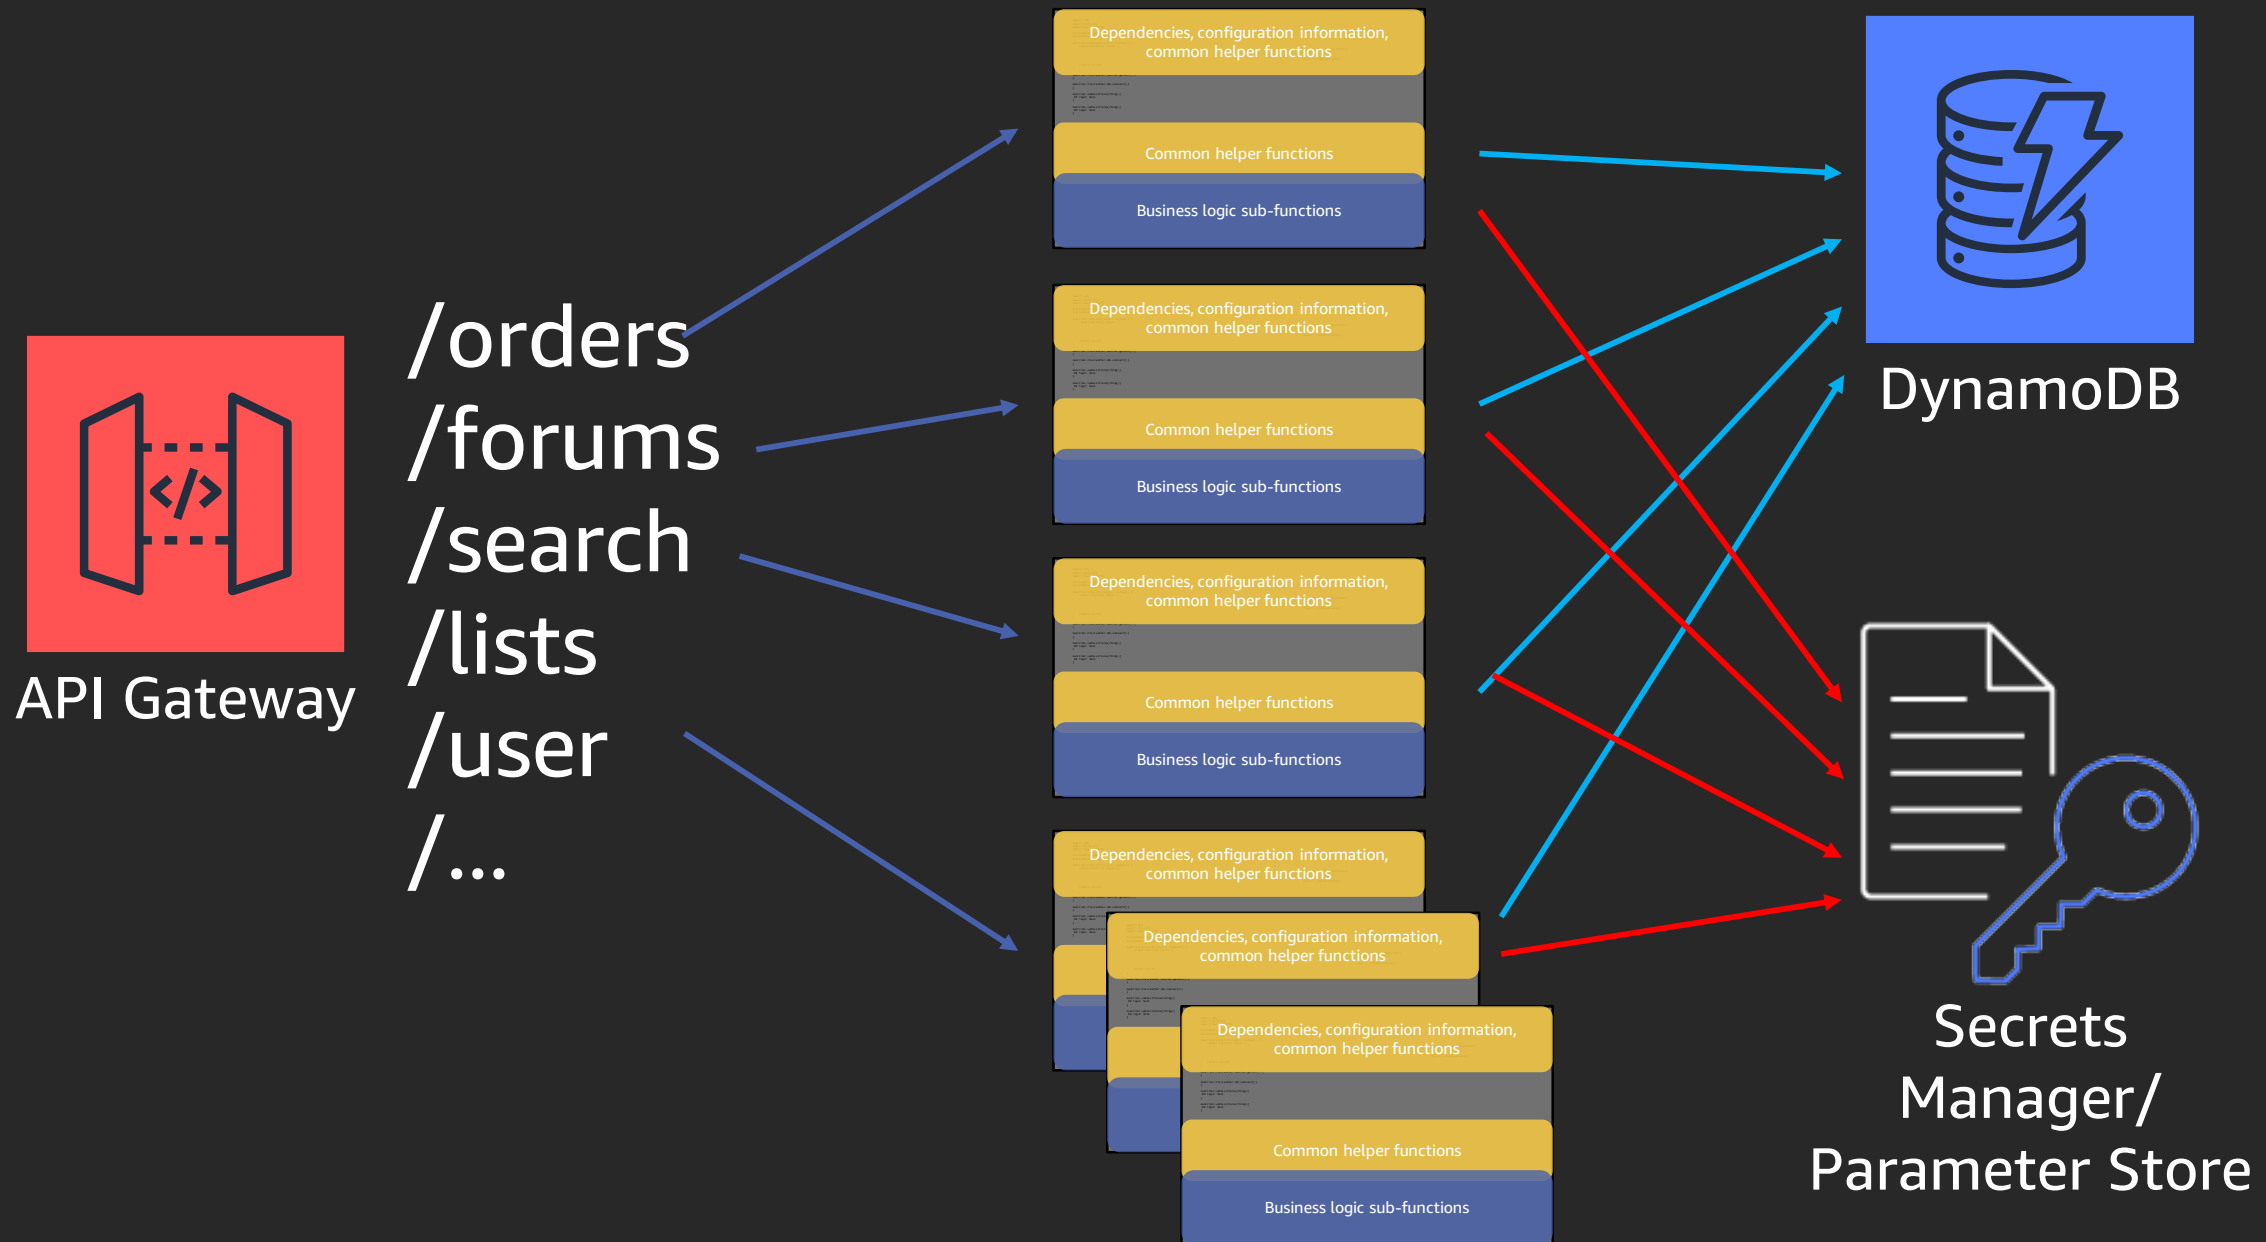 API Gateway
/orders
/forums
/search
/lists
/user
/...
Dependencies, configuration information,
common helper functions
Common helper functions
Business logic sub-functions
Dependencies, configuration information,
common helper functions
Common helper functions
Business logic sub-functions
Dependencies, configuration information,
common helper functions
Common helper functions
Business logic sub-functions
Dependencies, configuration information,
common helper functions
Dependencies, configuration information,
common helper functions
Dependencies, configuration information,
common helper functions
Common helper functions
Business logic sub-functions
DynamoDB
Secrets
Manager/
Parameter Store